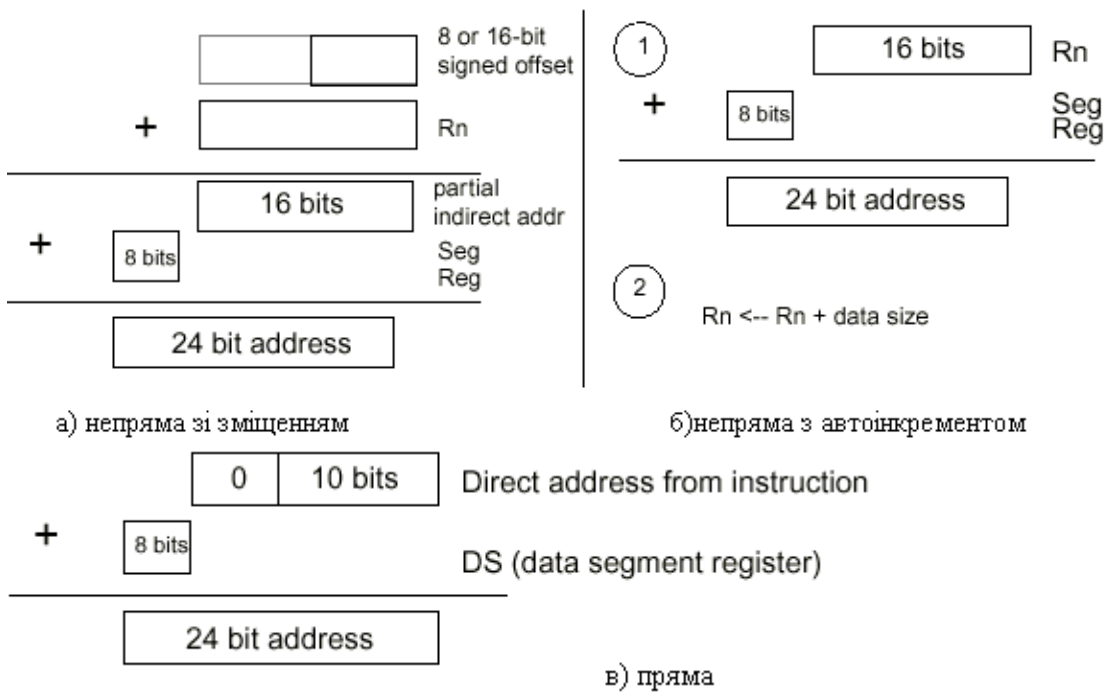 8 or 16-bit
signed offset
+
Rn
16 bits
partial
indirect addr
+
8 bits
Seg
Reg
24 bit address
а) непряма зі зміщенням
1
16 bits
Rn
+
8 bits
Seg
Reg
24 bit address
2
Rn <-- Rn + data size
б)непряма з автоінкрементом
0
10 bits
Direct address from instruction
+
8 bits
DS (data segment register)
24 bit address
в) пряма